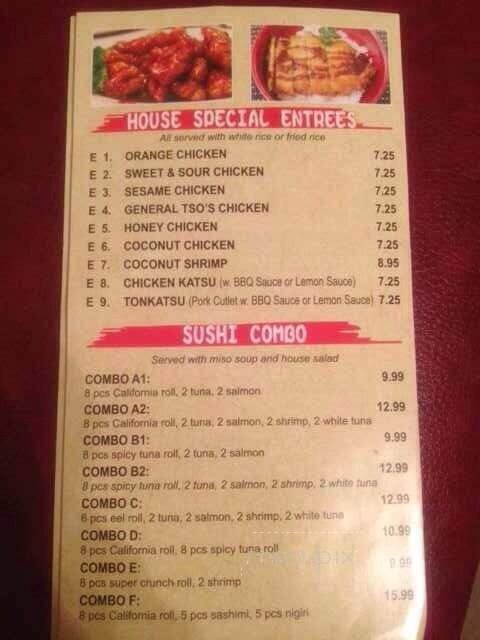 HOUSE SPECIAL ENTREES
All served with white rice or fried rice
E 1. ORANGE CHICKEN 7.25
E 2. SWEET & SOUR CHICKEN 7.25
E 3. SESAME CHICKEN 7.25
E 4. GENERAL TSO'S CHICKEN 7.25
E 5. HONEY CHICKEN 7.25
E 6. COCONUT CHICKEN 7.25
E 7. COCONUT SHRIMP 8.95
E 8. CHICKEN KATSU (w. BBQ Sauce or Lemon Sauce) 7.25
E 9. TONKATSU (Pork Cutlet w. BBQ Sauce or Lemon Sauce) 7.25
SUSHI COMBO
Served with miso soup and house salad
COMBO A1: 9.99
8 pcs California roll, 2 tuna, 2 salmon
COMBO A2: 12.99
8 pcs California roll, 2 tuna, 2 salmon, 2 shrimp, 2 white tuna
COMBO B1: 9.99
8 pcs spicy tuna roll, 2 tuna, 2 salmon
COMBO B2: 12.99
8 pcs spicy tuna roll, 2 tuna, 2 salmon, 2 shrimp, 2 white tuna
COMBO C: 12.99
6 pcs eel roll, 2 tuna, 2 salmon, 2 shrimp, 2 white tuna
COMBO D: 10.99
8 pcs California roll, 8 pcs spicy tuna roll
COMBO E: 9.99
8 pcs super crunch roll, 2 shrimp
COMBO F: 15.99
8 pcs California roll, 5 pcs sashimi, 5 pcs nigiri